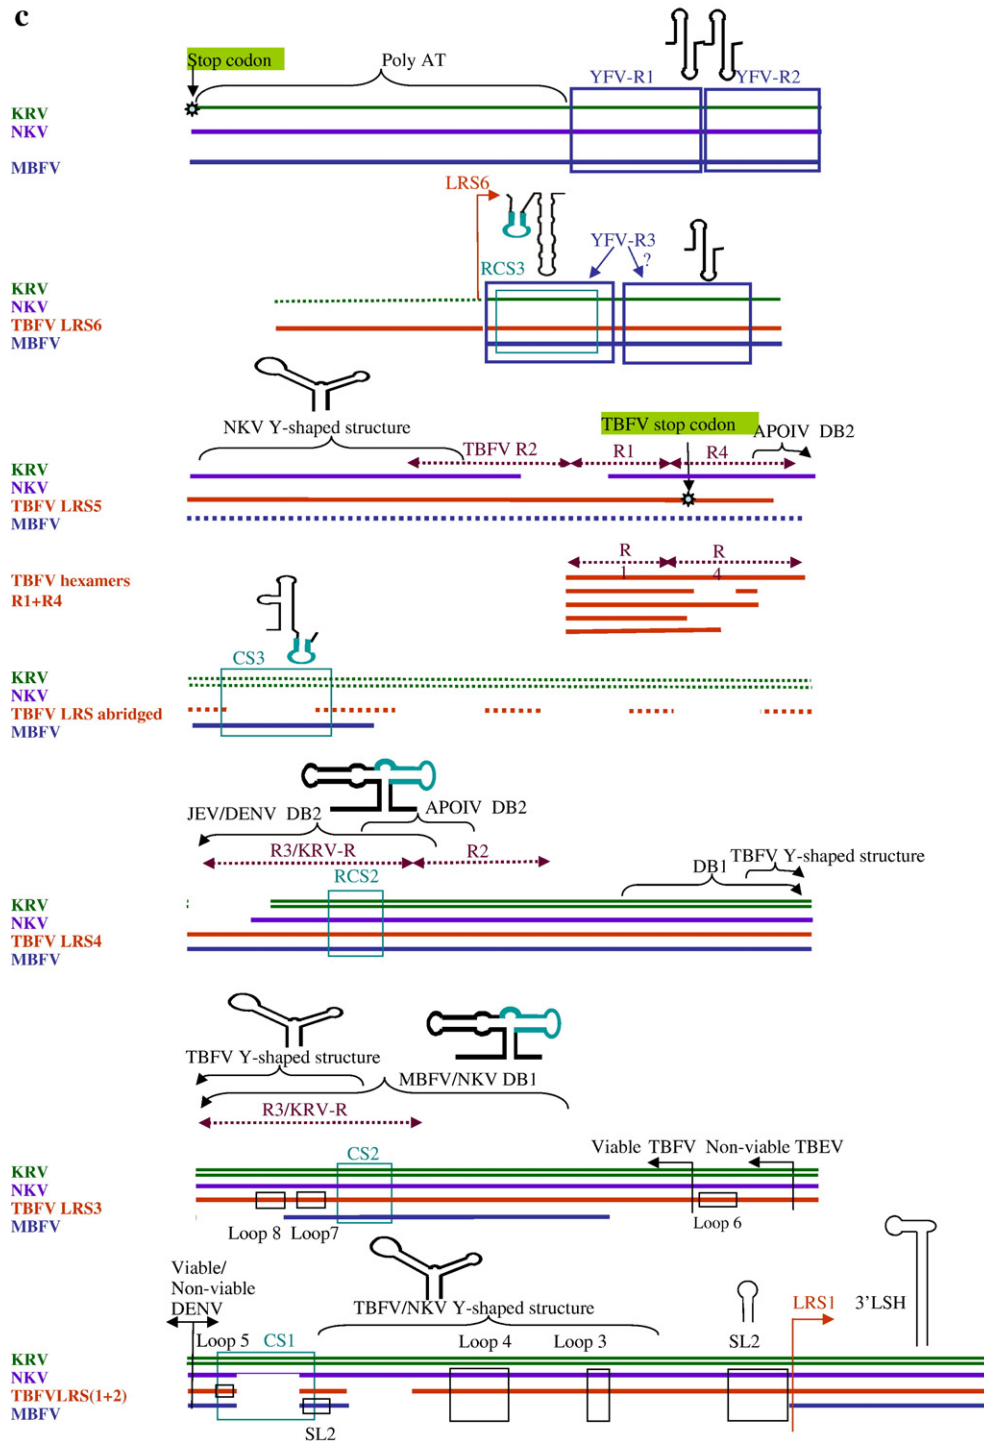 c
Stop codon
Poly AT
YFV-R1
YFV-R2
KRV
NKV
MBFV
LRS6
YFV-R3
?
RCS3
KRV
NKV
TBFV LRS6
MBFV
NKV Y-shaped structure
TBFV stop codon
APOIV DB2
TBFV R2
R1
R4
KRV
NKV
TBFV LRS5
MBFV
R
1
R
4
TBFV hexamers
R1+R4
CS3
KRV
NKV
TBFV LRS abridged
MBFV
JEV/DENV DB2
APOIV DB2
R3/KRV-R
R2
TBFV Y-shaped structure
DB1
RCS2
KRV
NKV
TBFV LRS4
MBFV
TBFV Y-shaped structure
MBFV/NKV DB1
R3/KRV-R
CS2
Viable TBFV
Non-viable TBEV
KRV
NKV
TBFV LRS3
MBFV
Loop 8
Loop7
Loop 6
Viable/
Non-viable
DENV
TBFV/NKV Y-shaped structure
Loop 5
CS1
Loop 4
Loop 3
SL2
LRS1
3'LSH
KRV
NKV
TBFVLRS(1+2)
MBFV
SL2